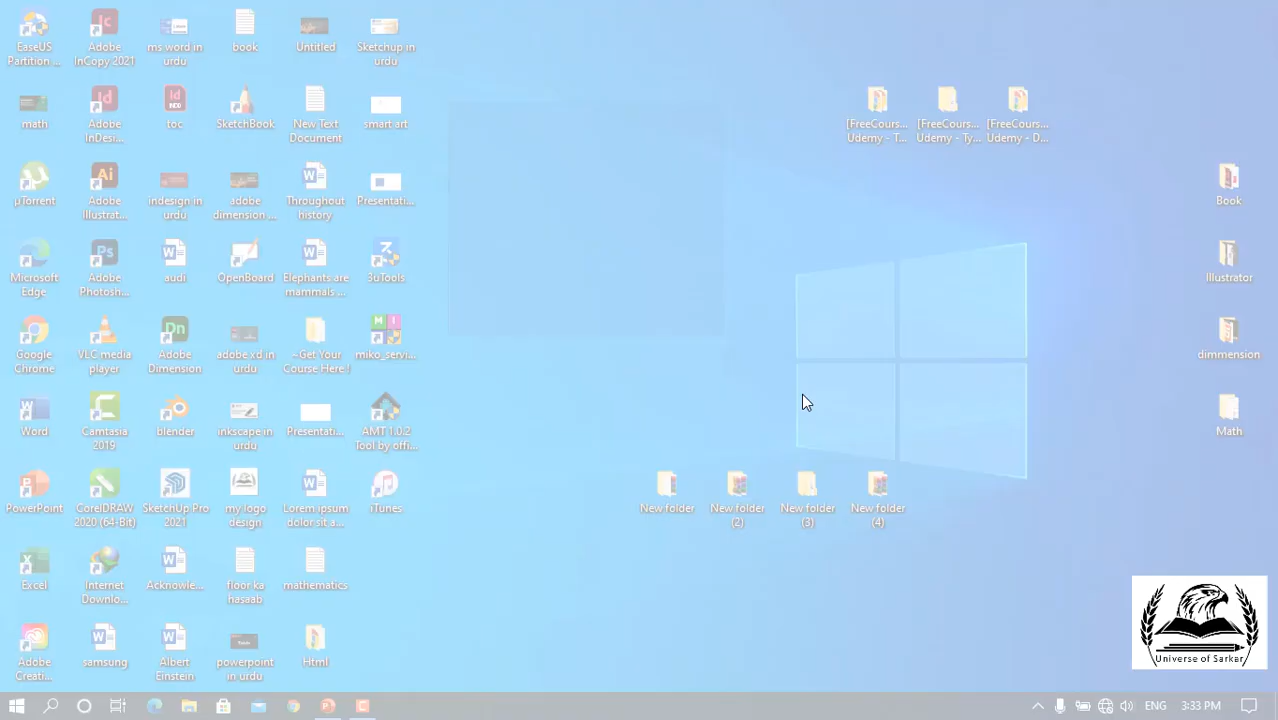 EaseUS
Partition ...
Adobe
InCopy 2021
ms word in
urdu
book
Untitled
Sketchup in
urdu
math
Adobe
InDesi...
toc
SketchBook
New Text
Document
smart art
[FreeCours...
Udemy - T...
[FreeCours...
Udemy - Ty...
[FreeCours...
Udemy - D...
µTorrent
Adobe
Illustrat...
indesign in
urdu
adobe
dimension ...
Throughout
history
Presentati...
Book
Microsoft
Edge
Adobe
Photosh...
audi
OpenBoard
Elephants are
mammals ...
3uTools
Illustrator
Google
Chrome
VLC media
player
Adobe
Dimension
adobe xd in
urdu
~Get Your
Course Here !
miko_servi...
dimmension
Word
Camtasia
2019
blender
inkscape in
urdu
Presentati...
AMT 1.0.2
Tool by offi...
Math
PowerPoint
CorelDRAW
2020 (64-Bit)
SketchUp Pro
2021
my logo
design
Lorem ipsum
dolor sit a...
iTunes
New folder
New folder
(2)
New folder
(3)
New folder
(4)
Excel
Internet
Downlo...
Acknowle...
floor ka
hasaab
mathematics
Adobe
Creati...
samsung
Albert
Einstein
powerpoint
in urdu
Html
Universe of Sarkar
ENG
3:33 PM